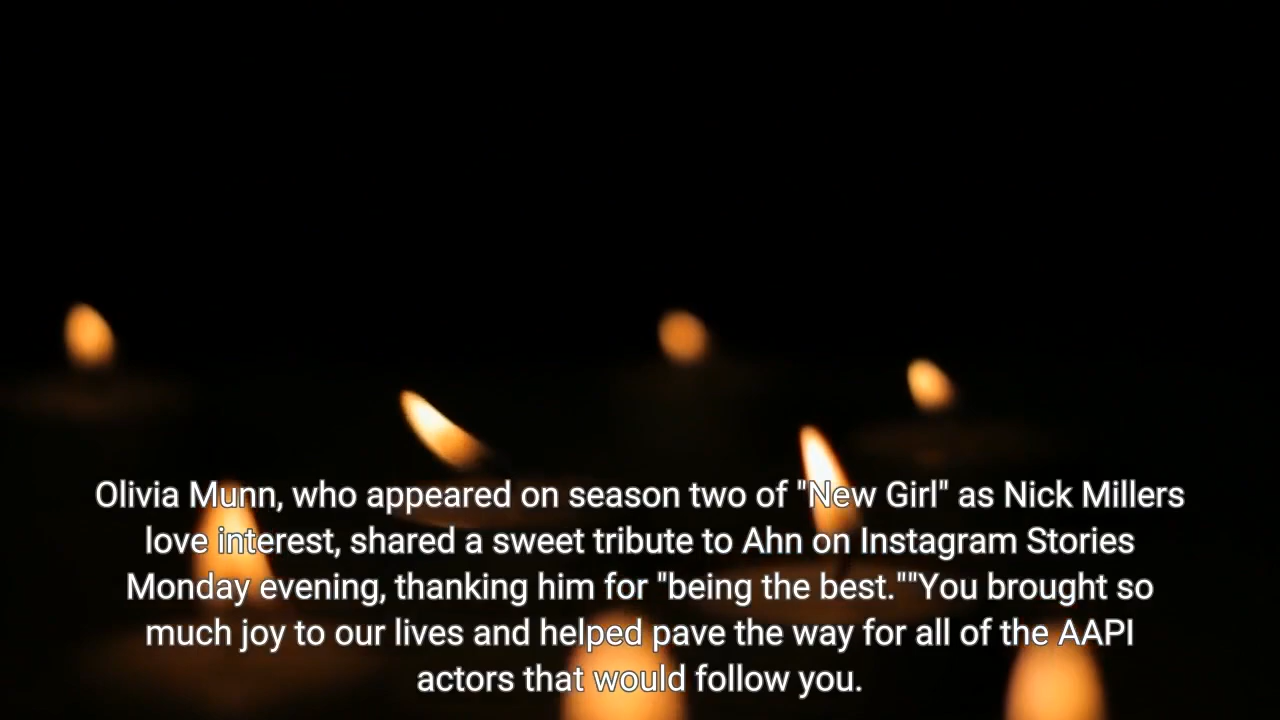 Olivia Munn, who appeared on season two of "New Girl" as Nick Millers
love interest, shared a sweet tribute to Ahn on Instagram Stories
Monday evening, thanking him for "being the best.""You brought so
much joy to our lives and helped pave the way for all of the AAPI
actors that would follow you.